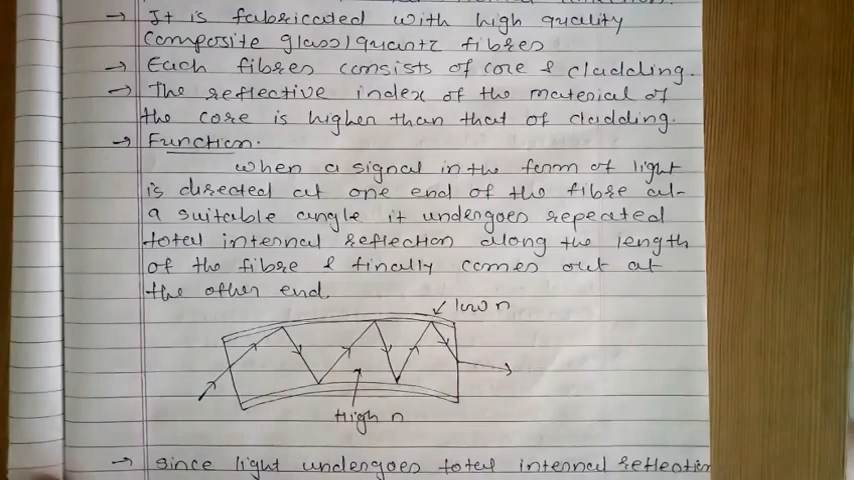 → It is fabricated with high quality
composite glass/quartz fibres
→ Each fibres consists of core & cladding.
→ The reflective index of the material of
the core is higher than that of cladding.
→ Function.
when a signal in the form of light
is directed at one end of the fibre at
a suitable angle it undergoes repeated
total internal reflection along the length
of the fibre & finally comes out at
the other end.
low n
High n
→ since light undergoes total internal reflection